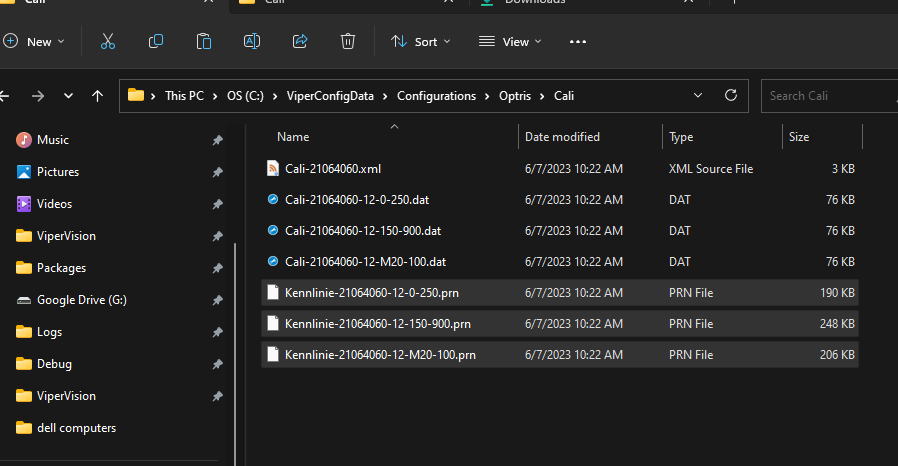 Cali
Cali
Downloads
New
Sort
View
This PC
OS (C:)
ViperConfigData
Configurations
Optris
Cali
Search Cali
Name
Date modified
Type
Size
Music
Pictures
Videos
ViperVision
Packages
Google Drive (G:)
Logs
Debug
ViperVision
dell computers
Cali-21064060.xml 6/7/2023 10:22 AM XML Source File 3 KB
Cali-21064060-12-0-250.dat 6/7/2023 10:22 AM DAT 76 KB
Cali-21064060-12-150-900.dat 6/7/2023 10:22 AM DAT 76 KB
Cali-21064060-12-M20-100.dat 6/7/2023 10:22 AM DAT 76 KB
Kennlinie-21064060-12-0-250.prn 6/7/2023 10:22 AM PRN File 190 KB
Kennlinie-21064060-12-150-900.prn 6/7/2023 10:22 AM PRN File 248 KB
Kennlinie-21064060-12-M20-100.prn 6/7/2023 10:22 AM PRN File 206 KB